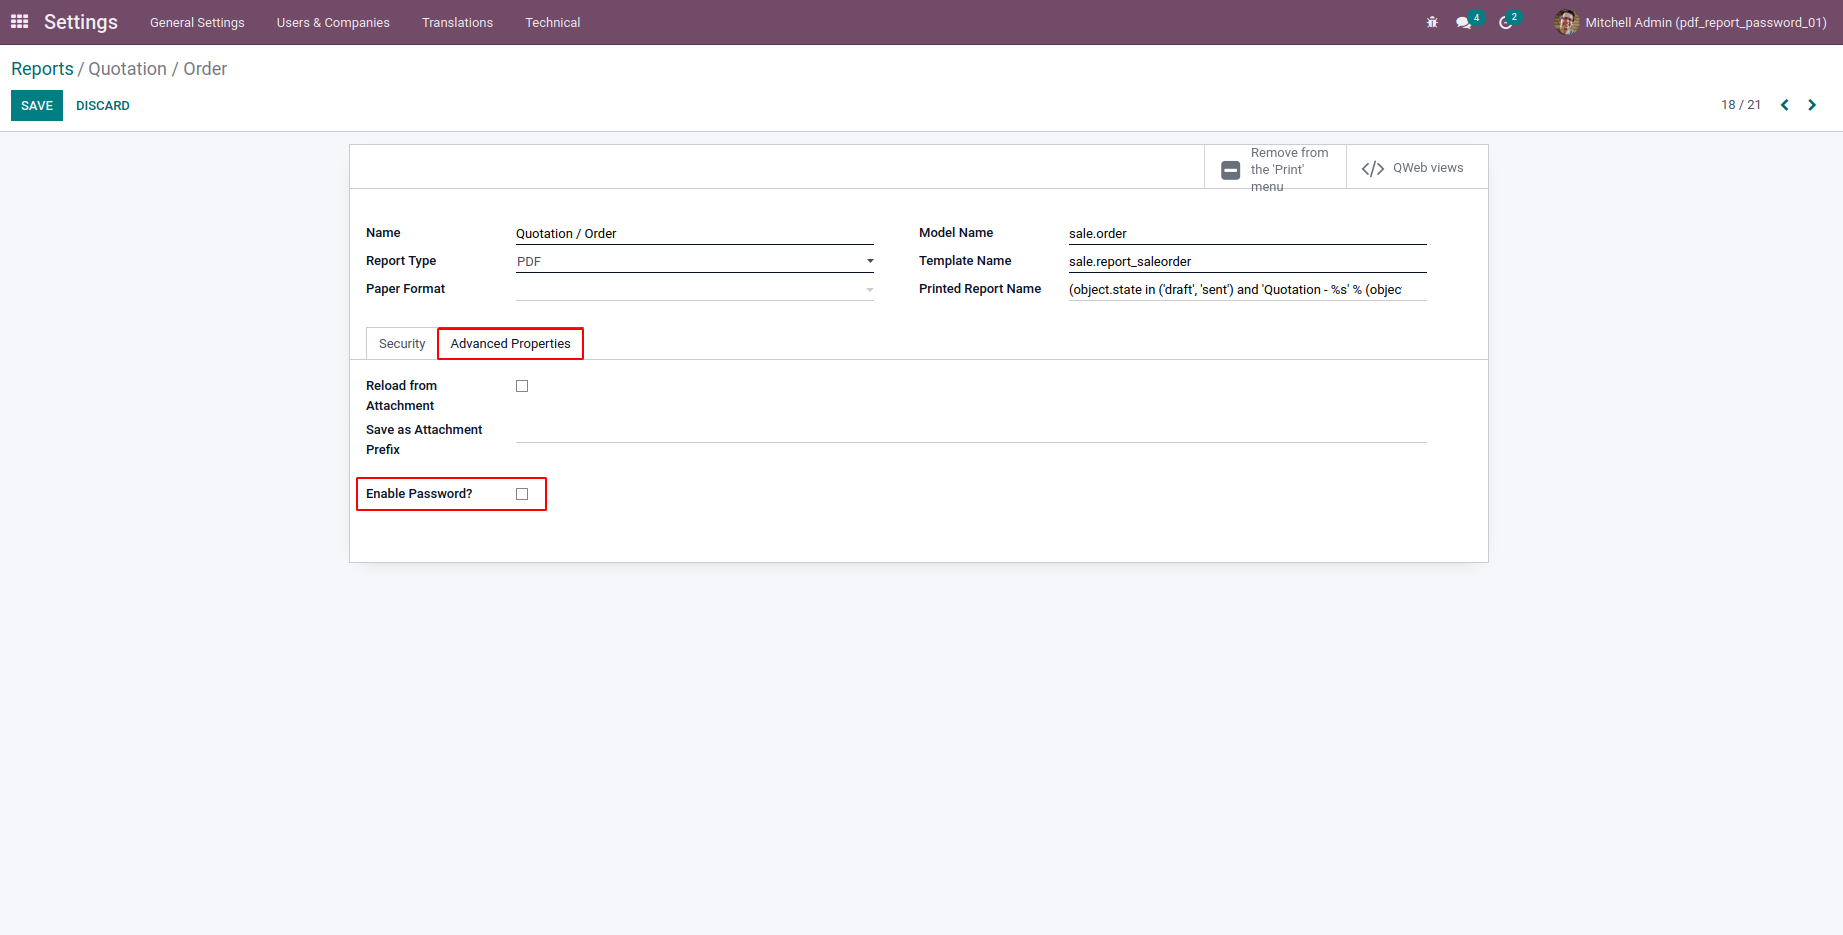 Settings General Settings Users & Companies Translations Technical 4 2 Mitchell Admin (pdf_report_password_01)
Reports / Quotation / Order
SAVE DISCARD 18 / 21
Remove from
the 'Print'
menu
QWeb views
Name Quotation / Order Model Name sale.order
Report Type PDF Template Name sale.report_saleorder
Paper Format Printed Report Name (object.state in ('draft', 'sent') and 'Quotation - %s' % (objec
Security Advanced Properties
Reload from
Attachment
Save as Attachment
Prefix
Enable Password?